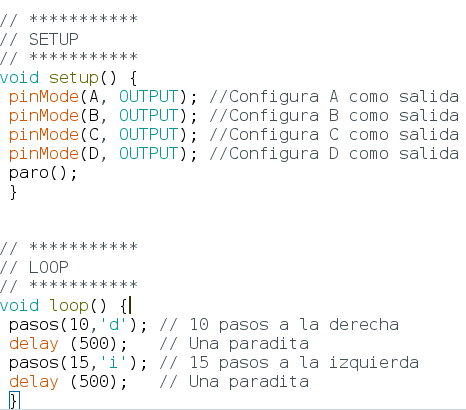 // ***********
// SETUP
// ***********
void setup() {
pinMode(A, OUTPUT); //Configura A como salida
pinMode(B, OUTPUT); //Configura B como salida
pinMode(C, OUTPUT); //Configura C como salida
pinMode(D, OUTPUT); //Configura D como salida
paro();
}
// ***********
// LOOP
// ***********
void loop() {
pasos(10,'d'); // 10 pasos a la derecha
delay (500);   // Una paradita
pasos(15,'i'); // 15 pasos a la izquierda
delay (500);   // Una paradita
}